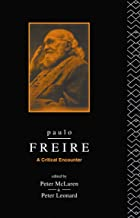 paulo
FREIRE
A Critical Encounter
edited by
Peter McLaren
&
Peter Leonard